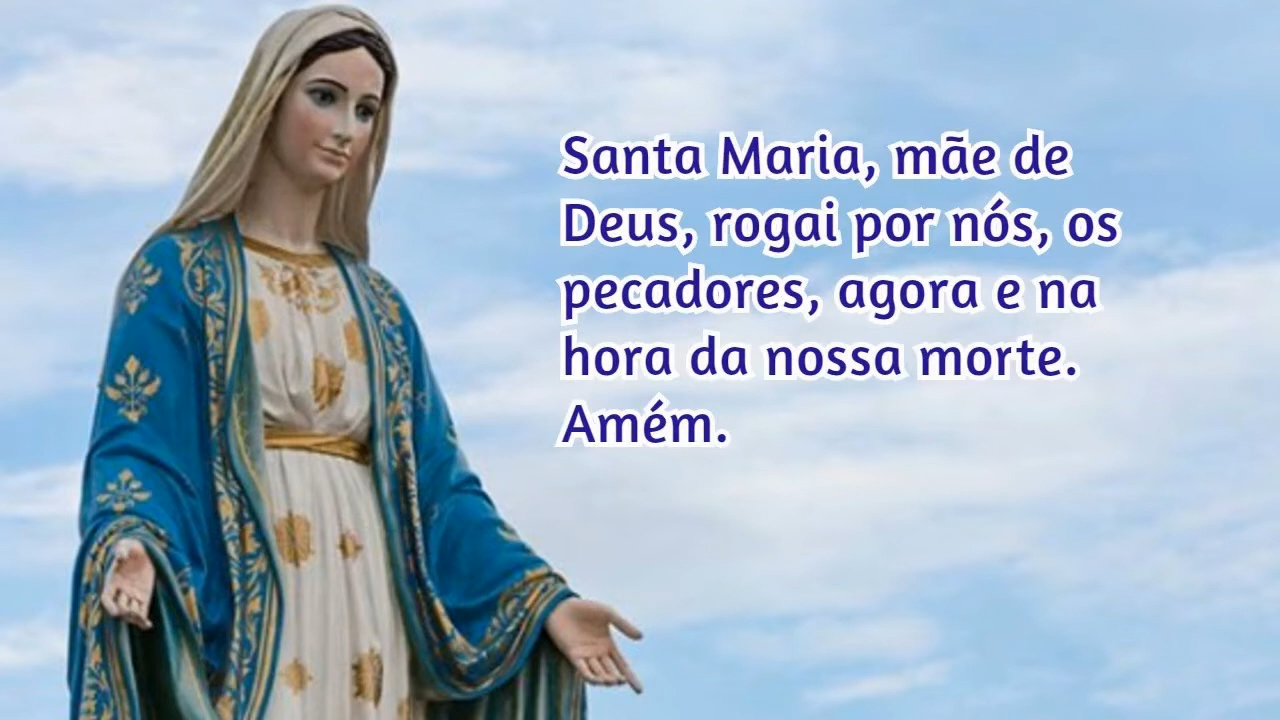 Santa Maria, mãe de
Deus, rogai por nós, os
pecadores, agora e na
hora da nossa morte.
Amém.